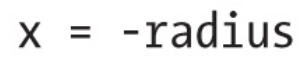 x = -radius